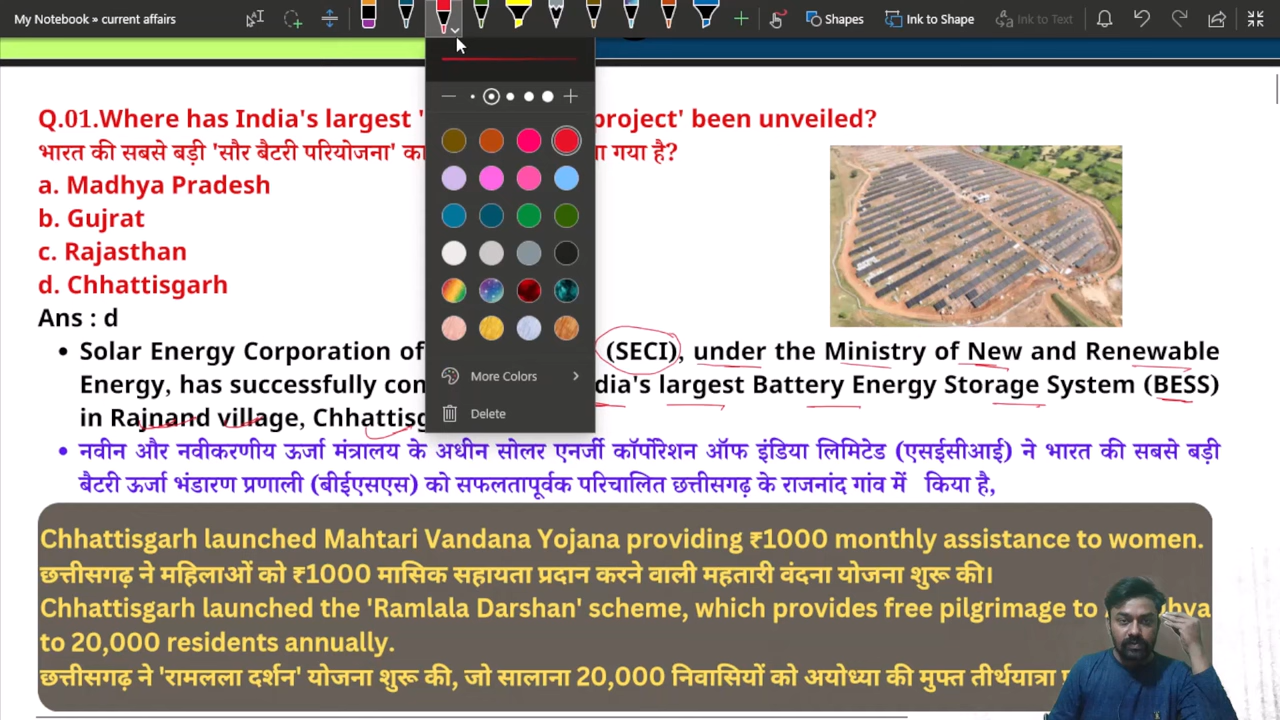 My Notebook » current affairs
Shapes
Ink to Shape
Ink to Text
Q.01.Where has India's largest ' project' been unveiled?
भारत की सबसे बड़ी 'सौर बैटरी परियोजना' का गया है?
a. Madhya Pradesh
b. Gujrat
c. Rajasthan
d. Chhattisgarh
Ans : d
More Colors
Delete
• Solar Energy Corporation of (SECI), under the Ministry of New and Renewable
Energy, has successfully largest Battery Energy Storage System (BESS)
in Rajnand village,
• नवीन और नवीकरणीय ऊर्जा मंत्रालय के अधीन सोलर एनर्जी कॉर्पोरेशन ऑफ इंडिया लिमिटेड (एसईसीआई) ने भारत की सबसे बड़ी
बैटरी ऊर्जा भंडारण प्रणाली (बीईएसएस) को सफलतापूर्वक परिचालित छत्तीसगढ़ के राजनांद गांव में किया है,
Chhattisgarh launched Mahtari Vandana Yojana providing ₹1000 monthly assistance to women.
छत्तीसगढ़ ने महिलाओं को ₹1000 मासिक सहायता प्रदान करने वाली महतारी वंदना योजना शुरू की।
Chhattisgarh launched the 'Ramlala Darshan' scheme, which provides free pilgrimage to
to 20,000 residents annually.
छत्तीसगढ़ ने 'रामलला दर्शन' योजना शुरू की, जो सालाना 20,000 निवासियों को अयोध्या की मुफ्त तीर्थयात्रा